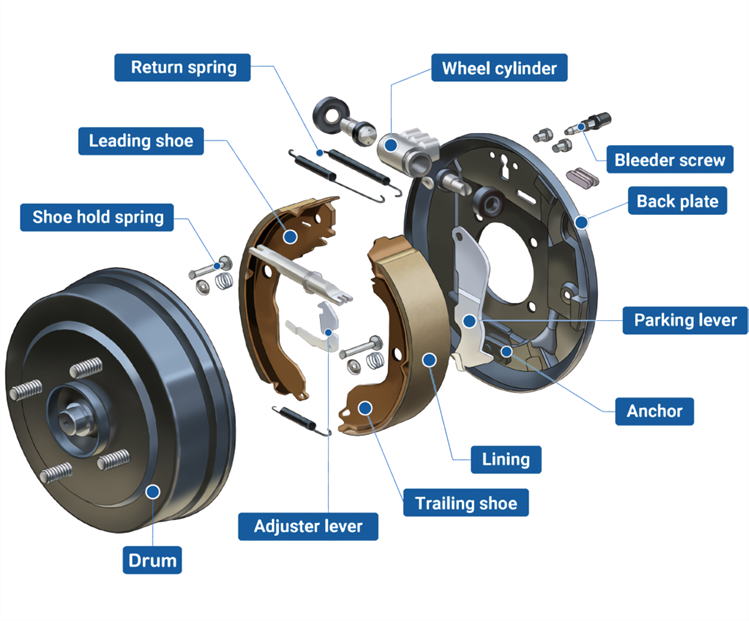 Return spring
Wheel cylinder
Leading shoe
Bleeder screw
Back plate
Shoe hold spring
Parking lever
Anchor
Lining
Trailing shoe
Adjuster lever
Drum